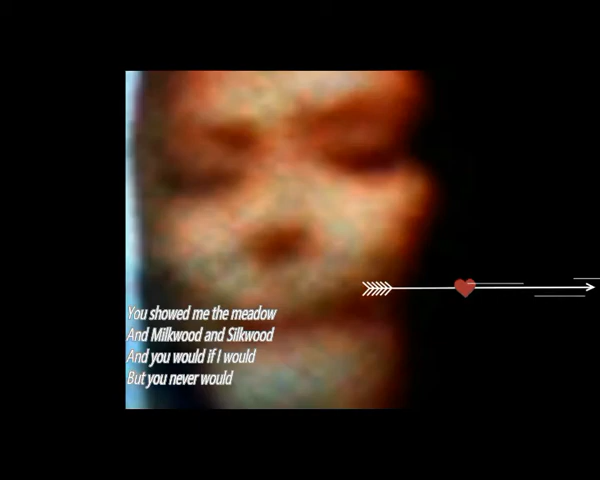 You showed me the meadow
And Milkwood and Silkwood
And you would if I would
But you never would